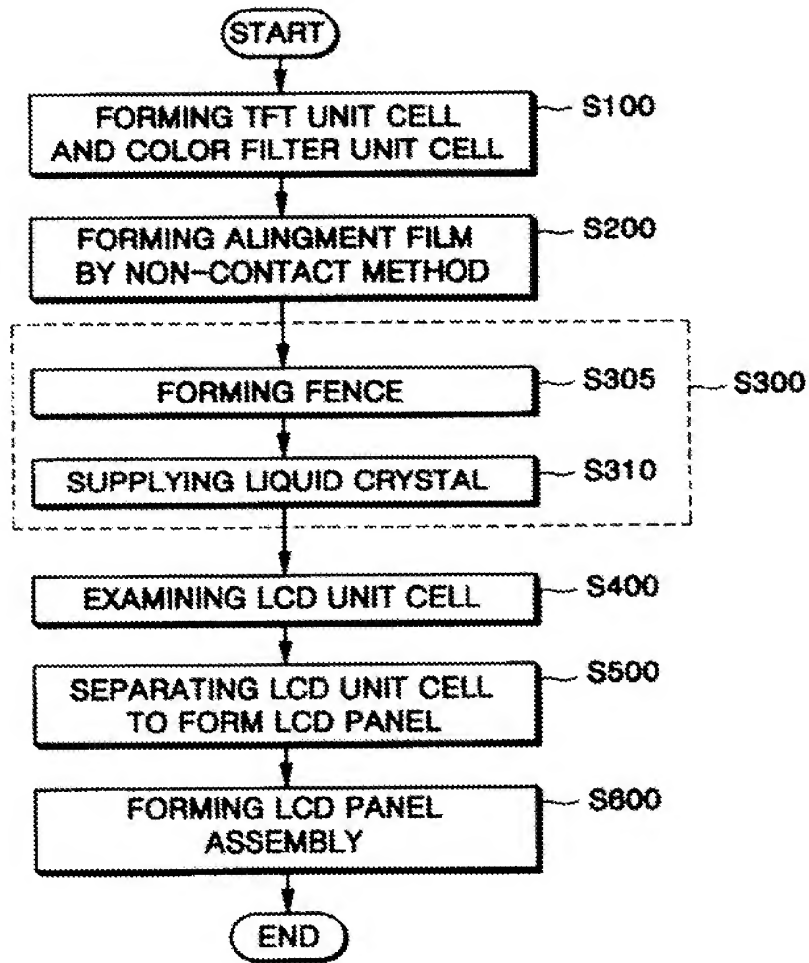 START
FORMING TFT UNIT CELL
AND COLOR FILTER UNIT CELL
S100
FORMING ALINGMENT FILM
BY NON-CONTACT METHOD
S200
FORMING FENCE
S305
S300
SUPPLYING LIQUID CRYSTAL
S310
EXAMINING LCD UNIT CELL
S400
SEPARATING LCD UNIT CELL
TO FORM LCD PANEL
S500
FORMING LCD PANEL
ASSEMBLY
S600
END